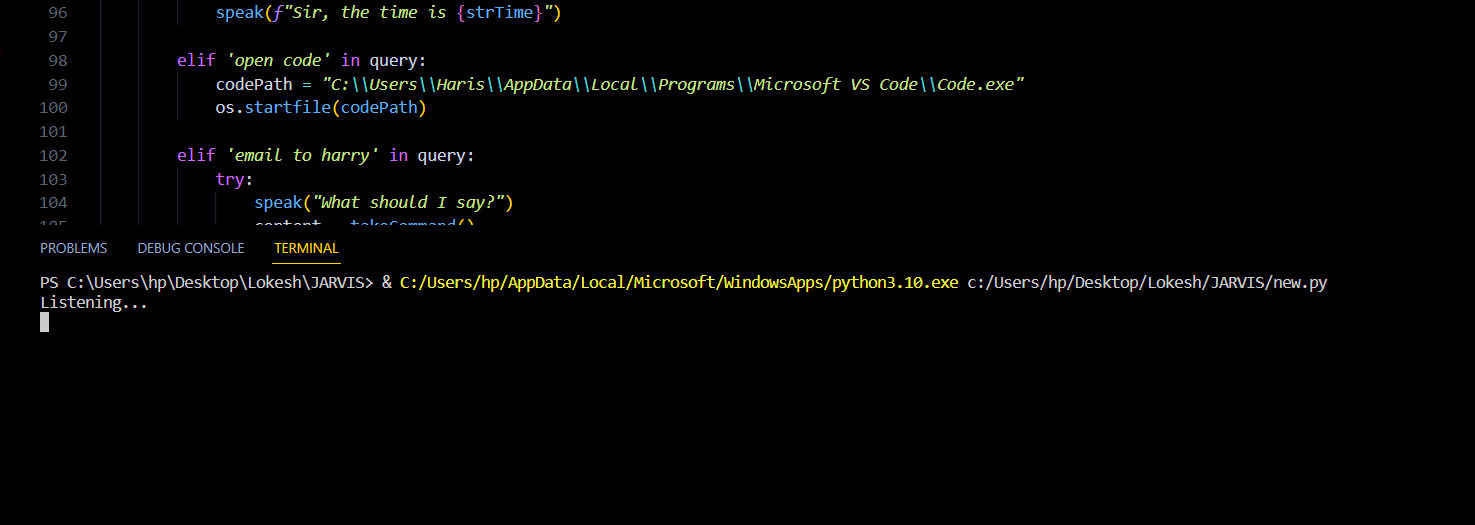 96 speak(f"Sir, the time is {strTime}")
97
98 elif 'open code' in query:
99 codePath = "C:\\Users\\Haris\\AppData\\Local\\Programs\\Microsoft VS Code\\Code.exe"
100 os.startfile(codePath)
101
102 elif 'email to harry' in query:
103 try:
104 speak("What should I say?")
105 content = takeCommand()
PROBLEMS DEBUG CONSOLE TERMINAL
PS C:\Users\hp\Desktop\Lokesh\JARVIS> & C:/Users/hp/AppData/Local/Microsoft/WindowsApps/python3.10.exe c:/Users/hp/Desktop/Lokesh/JARVIS/new.py
Listening...